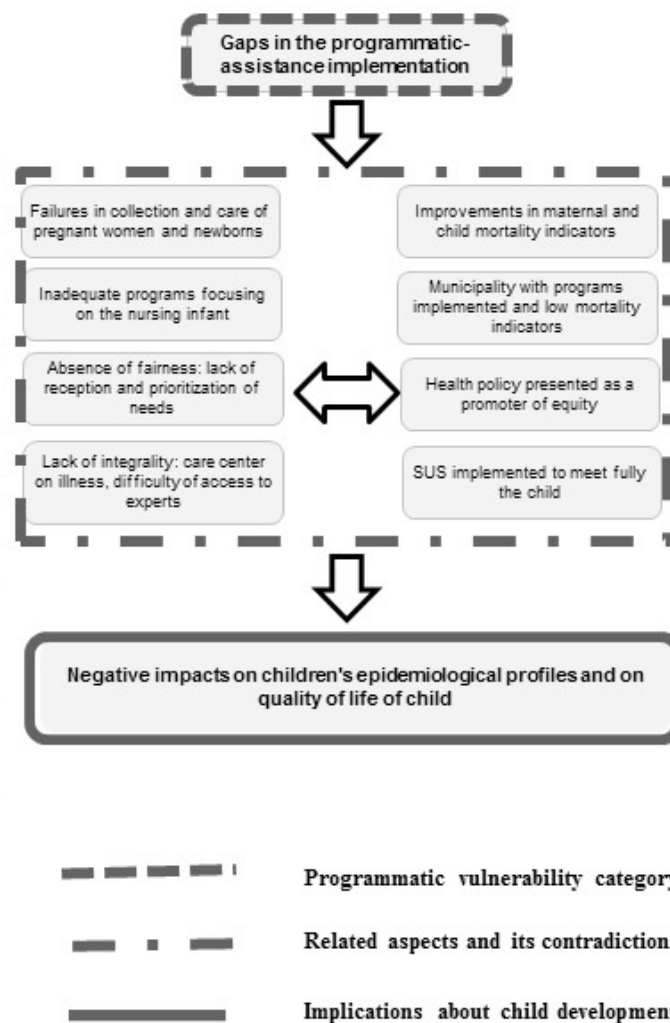 Gaps in the programmatic-
assistance implementation
Failures in collection and care of
pregnant women and newborns
Improvements in maternal and
child mortality indicators
Inadequate programs focusing
on the nursing infant
Municipality with programs
implemented and low mortality
indicators
Absence of fairness: lack of
reception and prioritization of
needs
Health policy presented as a
promoter of equity
Lack of integrality: care center
on illness, difficulty of access to
experts
SUS implemented to meet fully
the child
Negative impacts on children's epidemiological profiles and on
quality of life of child
Programmatic vulnerability category
Related aspects and its contradiction
Implications about child development